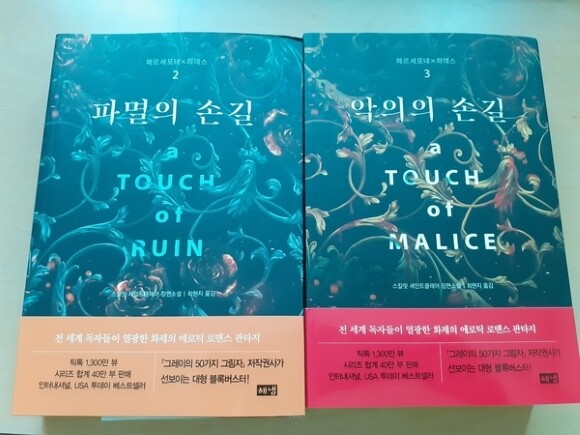 페르세포네×하데스
2
파멸의 손길
a
TOUCH
of
RUIN
스칼릿 세인트클레어 장편소설 | 최현지 옮김
전 세계 독자들이 열광한 화제의 에로틱 로맨스 판타지
틱톡 1,300만 뷰
시리즈 합계 40만 부 판매
인터내셔널, USA 투데이 베스트셀러
『그레이의 50가지 그림자』 저작권사가
선보이는 대형 블록버스터!
페르세포네×하데스
3
악의의 손길
a
TOUCH
of
MALICE
스칼릿 세인트클레어 장편소설 | 최현지 옮김
전 세계 독자들이 열광한 화제의 에로틱 로맨스 판타지
틱톡 1,300만 뷰
시리즈 합계 40만 부 판매
인터내셔널, USA 투데이 베스트셀러
『그레이의 50가지 그림자』 저작권사가
선보이는 대형 블록버스터!
해냄